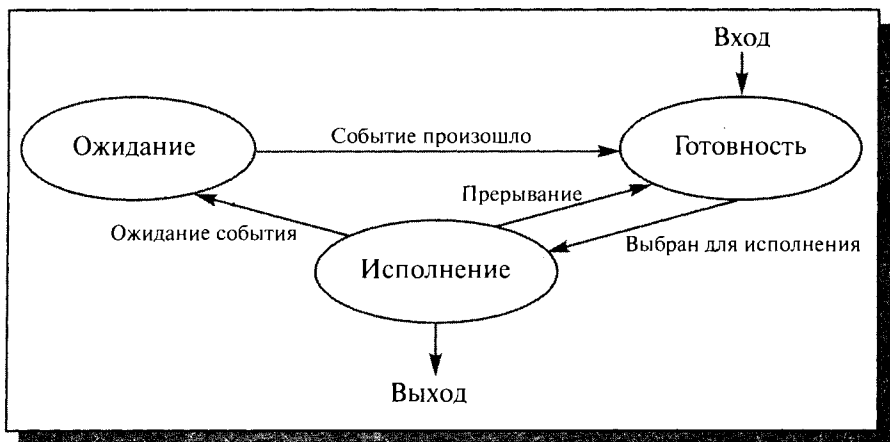 Вход
Ожидание
Событие произошло
Готовность
Прерывание
Ожидание события
Выбран для исполнения
Исполнение
Выход